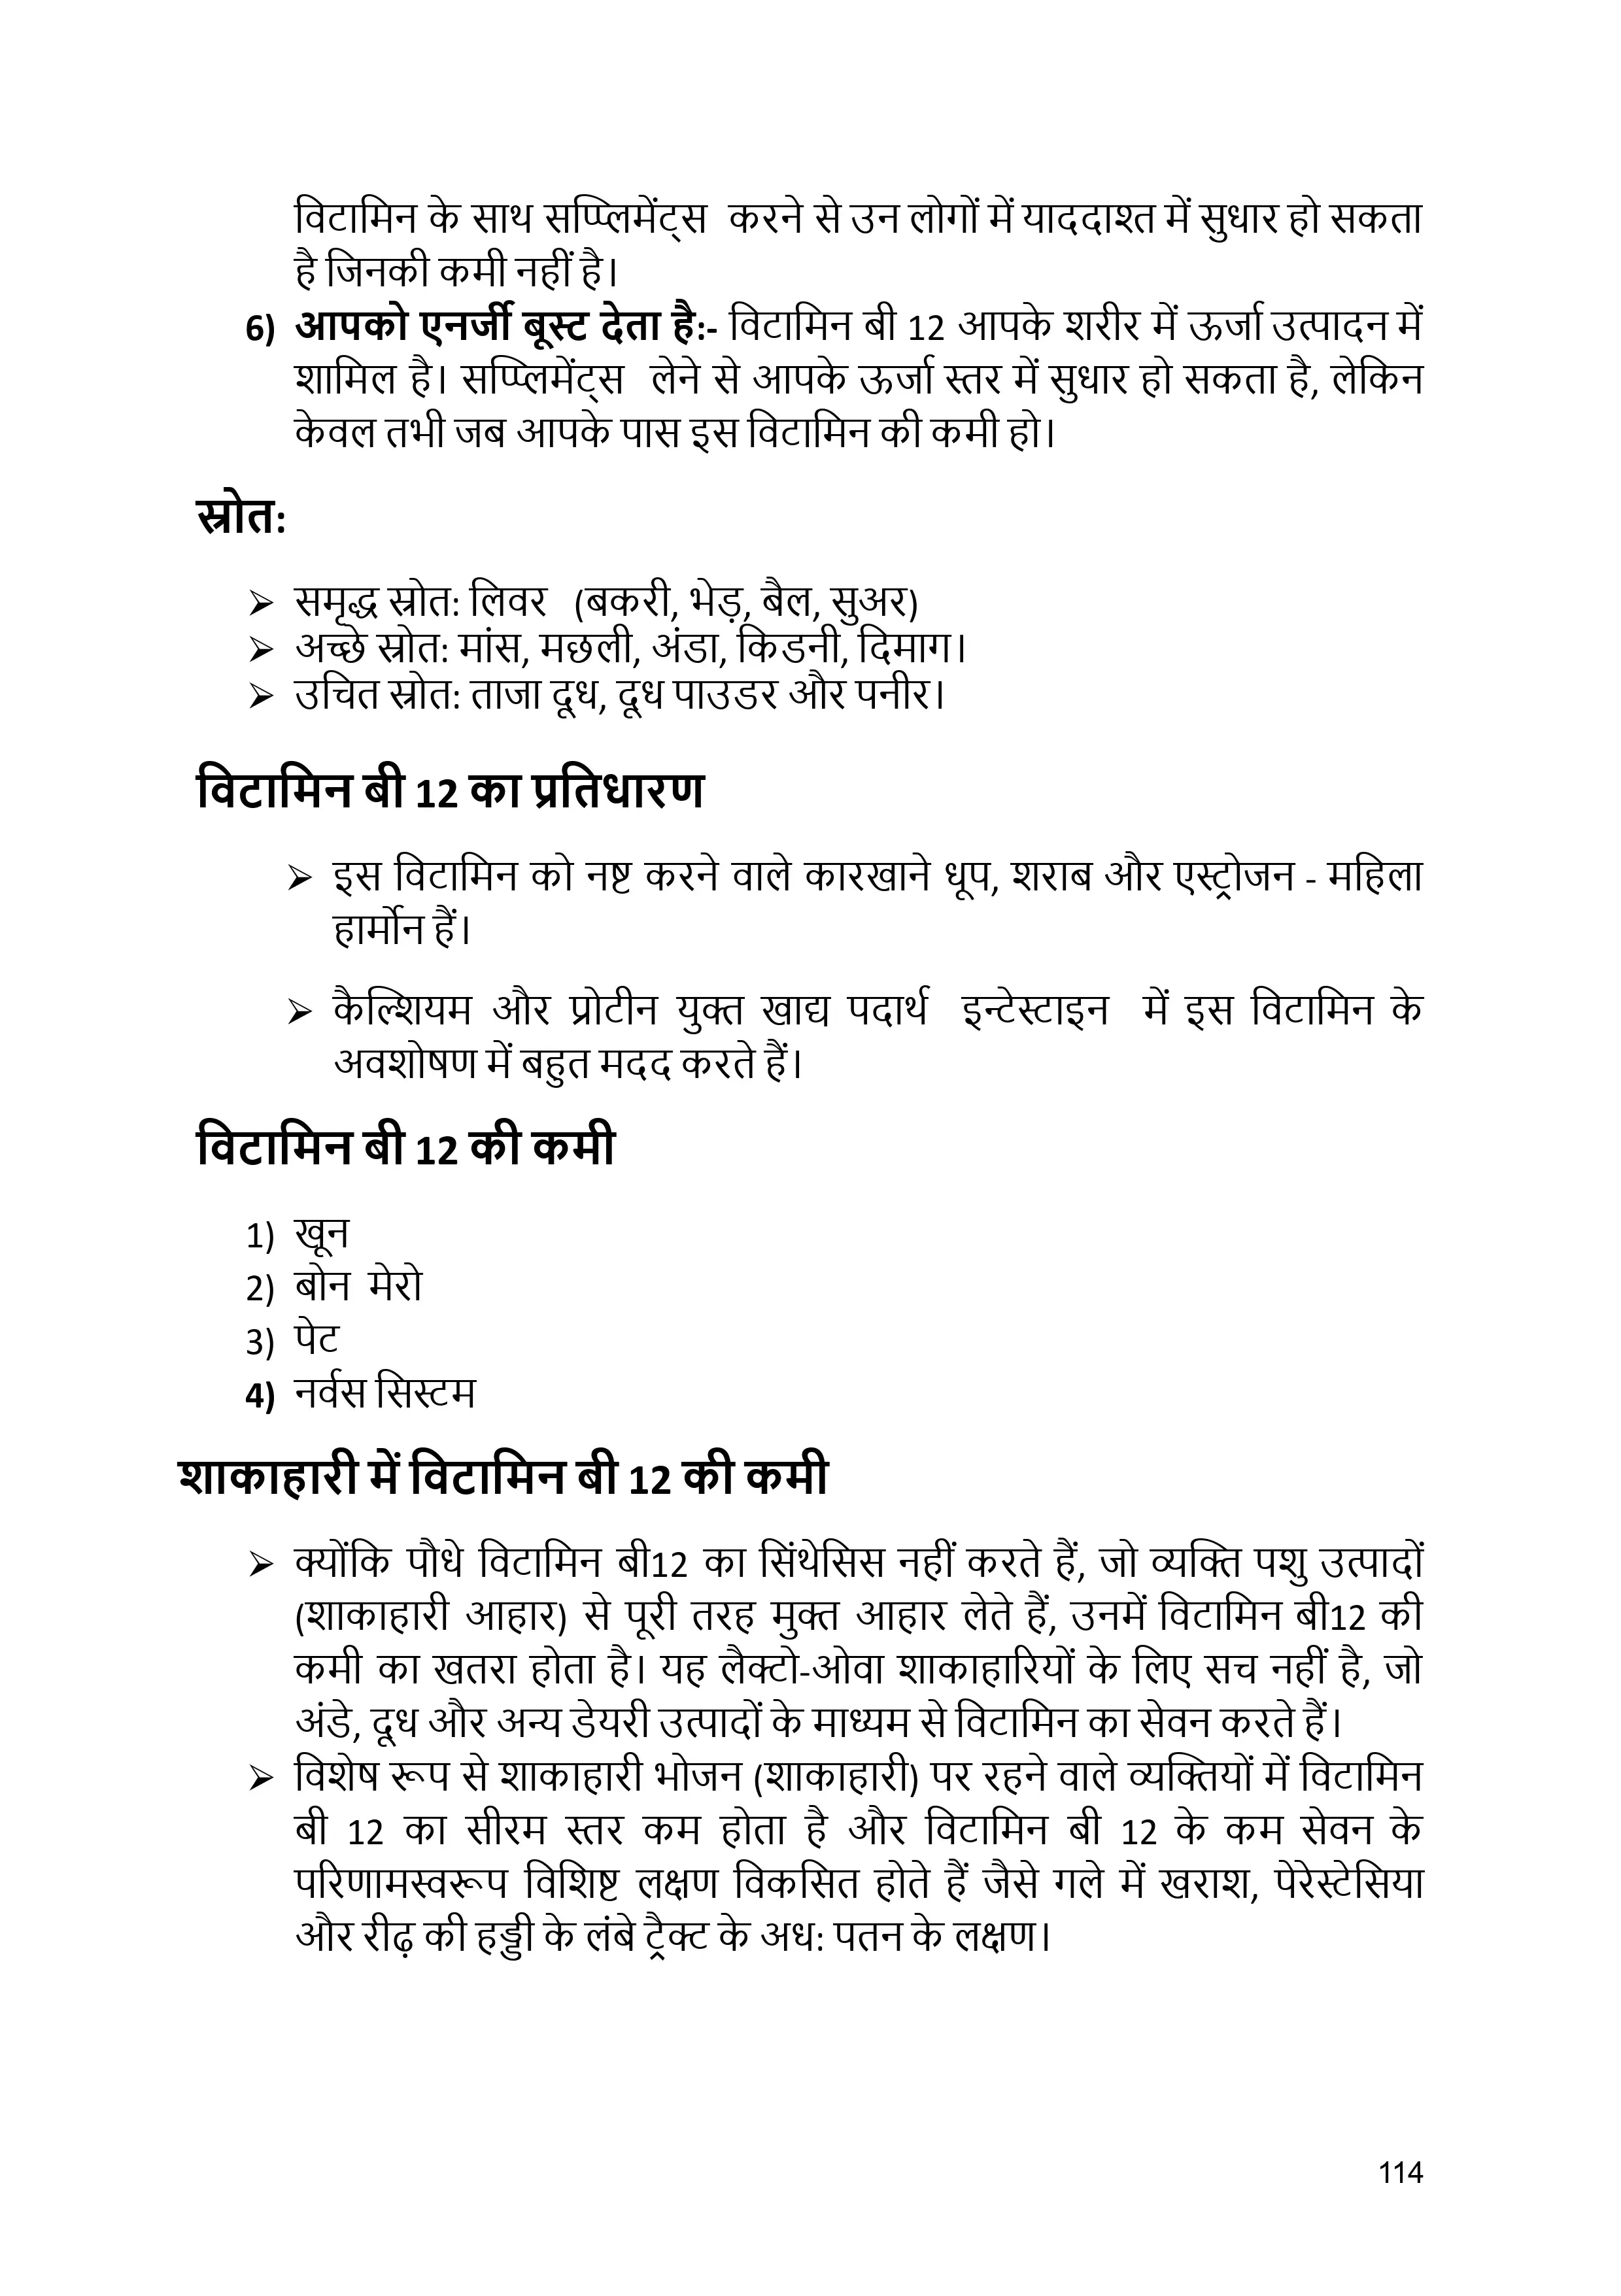 विटामिन के साथ सप्प्लिमेंट्स करने से उन लोगों में याददाश्त में सुधार हो सकता
है जिनकी कमी नहीं है।
6) आपको एनर्जी बूस्ट देता है:- विटामिन बी 12 आपके शरीर में ऊर्जा उत्पादन में
शामिल है। सप्प्लिमेंट्स लेने से आपके ऊर्जा स्तर में सुधार हो सकता है, लेकिन
केवल तभी जब आपके पास इस विटामिन की कमी हो।
स्रोत:
➢ समृद्ध स्रोत: लिवर (बकरी, भेड़, बैल, सुअर)
➢ अच्छे स्रोत: मांस, मछली, अंडा, किडनी, दिमाग।
➢ उचित स्रोत: ताजा दूध, दूध पाउडर और पनीर।
विटामिन बी 12 का प्रतिधारण
➢ इस विटामिन को नष्ट करने वाले कारखाने धूप, शराब और एस्ट्रोजन - महिला
हार्मोन हैं।
➢ कैल्शियम और प्रोटीन युक्त खाद्य पदार्थ इन्टेस्टाइन में इस विटामिन के
अवशोषण में बहुत मदद करते हैं।
विटामिन बी 12 की कमी
1) खून
2) बोन मेरो
3) पेट
4) नर्वस सिस्टम
शाकाहारी में विटामिन बी 12 की कमी
➢ क्योंकि पौधे विटामिन बी12 का सिंथेसिस नहीं करते हैं, जो व्यक्ति पशु उत्पादों
(शाकाहारी आहार) से पूरी तरह मुक्त आहार लेते हैं, उनमें विटामिन बी12 की
कमी का खतरा होता है। यह लैक्टो-ओवा शाकाहारियों के लिए सच नहीं है, जो
अंडे, दूध और अन्य डेयरी उत्पादों के माध्यम से विटामिन का सेवन करते हैं।
➢ विशेष रूप से शाकाहारी भोजन (शाकाहारी) पर रहने वाले व्यक्तियों में विटामिन
बी 12 का सीरम स्तर कम होता है और विटामिन बी 12 के कम सेवन के
परिणामस्वरूप विशिष्ट लक्षण विकसित होते हैं जैसे गले में खराश, पेरेस्टेसिया
और रीढ़ की हड्डी के लंबे ट्रैक्ट के अध: पतन के लक्षण।
114